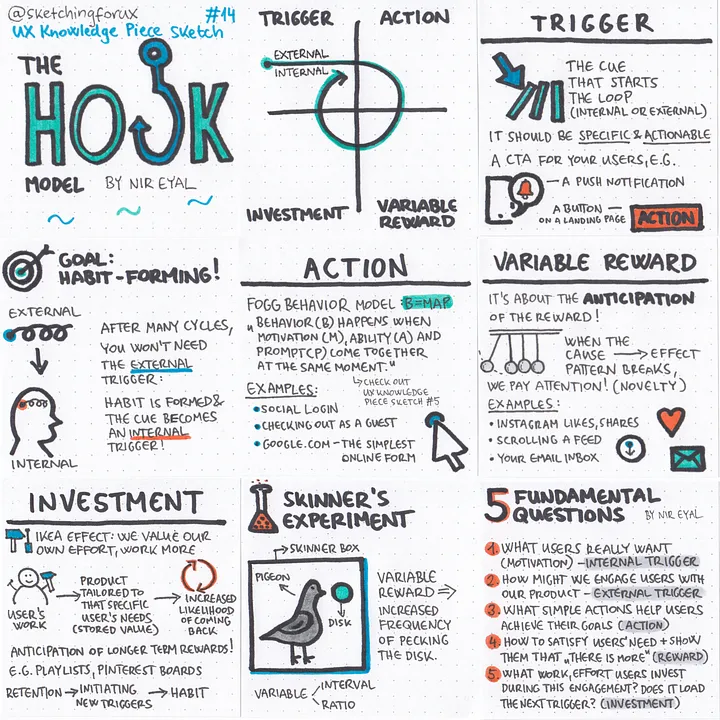 @sketchingforux
#14
UX Knowledge Piece Sketch
THE
HOOK
MODEL
BY NIR EYAL
TRIGGER
ACTION
EXTERNAL
INTERNAL
INVESTMENT
VARIABLE
REWARD
TRIGGER
THE CUE
THAT STARTS
THE LOOP
(INTERNAL OR EXTERNAL)
IT SHOULD BE SPECIFIC & ACTIONABLE
A CTA FOR YOUR USERS, E.G.
— A PUSH NOTIFICATION
A BUTTON —
ON A LANDING PAGE
ACTION
GOAL:
HABIT-FORMING!
EXTERNAL
INTERNAL
AFTER MANY CYCLES,
YOU WON'T NEED
THE EXTERNAL
TRIGGER:
HABIT IS FORMED &
THE CUE BECOMES
AN INTERNAL
TRIGGER!
ACTION
FOGG BEHAVIOR MODEL: B=MAP
„BEHAVIOR (B) HAPPENS WHEN
MOTIVATION (M), ABILITY (A) AND
PROMPT (P) COME TOGETHER
AT THE SAME MOMENT."
↳ CHECK OUT
UX KNOWLEDGE
PIECE SKETCH #5
EXAMPLES:
• SOCIAL LOGIN
• CHECKING OUT AS A GUEST
• GOOGLE.COM – THE SIMPLEST
ONLINE FORM
VARIABLE REWARD
IT'S ABOUT THE ANTICIPATION
OF THE REWARD!
WHEN THE
CAUSE → EFFECT
PATTERN BREAKS,
WE PAY ATTENTION! (NOVELTY)
EXAMPLES:
• INSTAGRAM LIKES, SHARES
• SCROLLING A FEED
• YOUR EMAIL INBOX
INVESTMENT
IKEA EFFECT: WE VALUE OUR
OWN EFFORT, WORK MORE
USER'S
WORK
→ PRODUCT
TAILORED TO
THAT SPECIFIC
USER'S NEEDS
(STORED VALUE)
→ INCREASED
LIKELIHOOD
OF COMING
BACK
ANTICIPATION OF LONGER TERM REWARDS!
E.G. PLAYLISTS, PINTEREST BOARDS
RETENTION → INITIATING
NEW TRIGGERS → HABIT
SKINNER'S
EXPERIMENT
SKINNER BOX
PIGEON
DISK
VARIABLE
REWARD ⇒
INCREASED
FREQUENCY
OF PECKING
THE DISK.
VARIABLE
INTERVAL
RATIO
5 FUNDAMENTAL
QUESTIONS
BY NIR EYAL
1. WHAT USERS REALLY WANT
(MOTIVATION) – INTERNAL TRIGGER
2. HOW MIGHT WE ENGAGE USERS WITH
OUR PRODUCT – EXTERNAL TRIGGER
3. WHAT SIMPLE ACTIONS HELP USERS
ACHIEVE THEIR GOALS (ACTION)
4. HOW TO SATISFY USERS' NEED + SHOW
THEM THAT „THERE IS MORE" (REWARD)
5. WHAT WORK, EFFORT USERS INVEST
DURING THIS ENGAGEMENT? DOES IT LOAD
THE NEXT TRIGGER? (INVESTMENT)